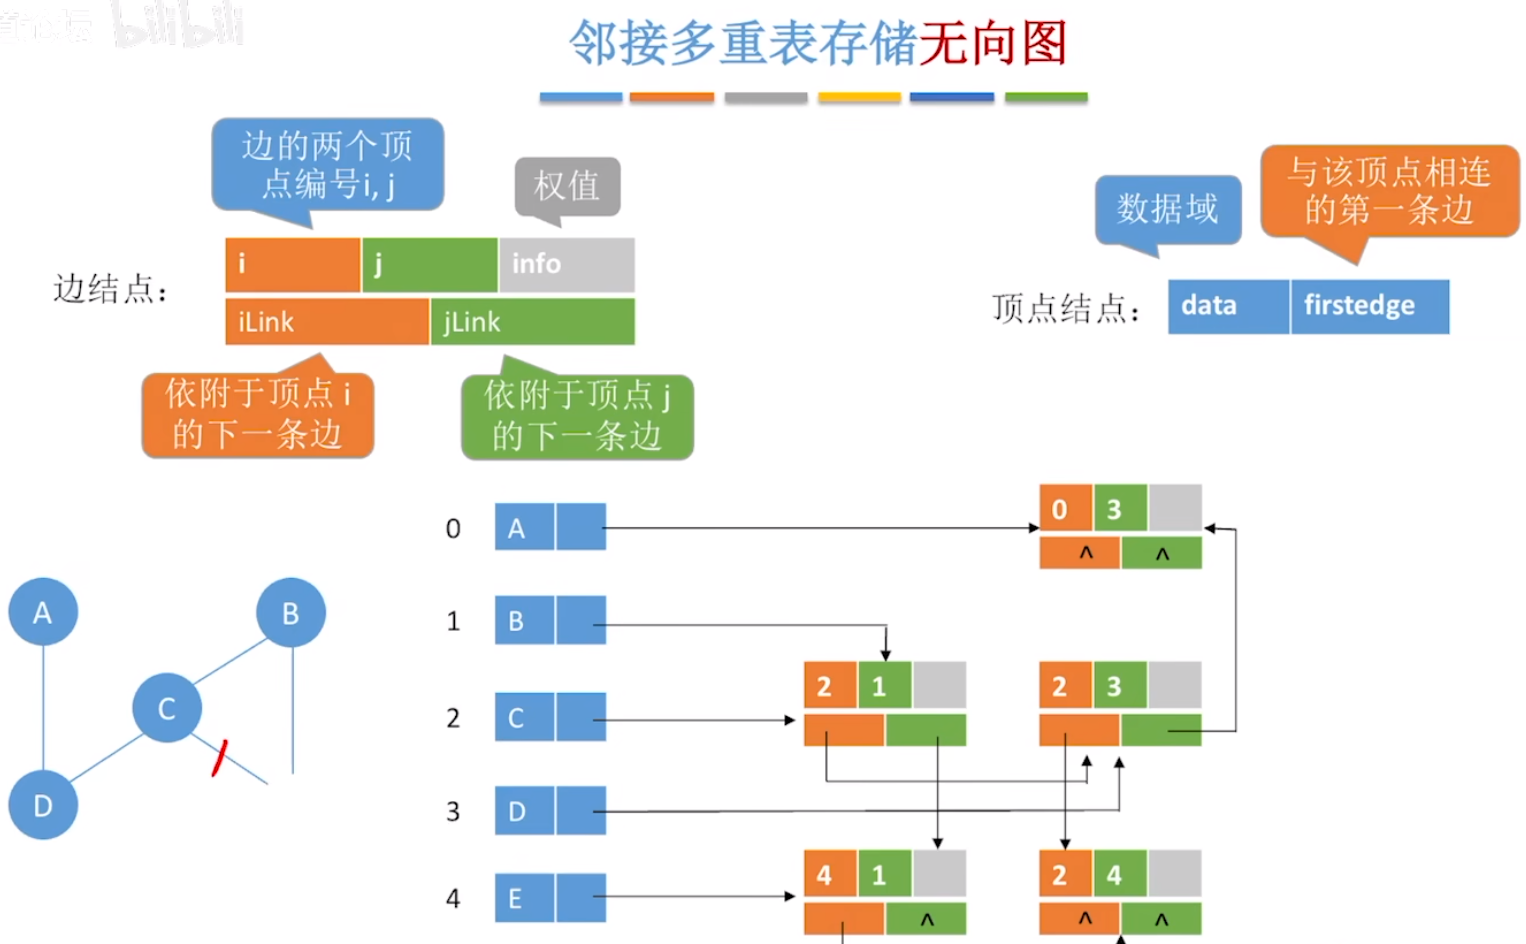 bilibili
邻接多重表存储无向图
边的两个顶
点编号i, j
权值
数据域
与该顶点相连
的第一条边
边结点：
i j info
iLink jLink
顶点结点：
data firstedge
依附于顶点 i
的下一条边
依附于顶点 j
的下一条边
0 A
0 3
^ ^
1 B
A
B
2 1
2 3
2 C
C
3 D
D
4 E
4 1
2 4
^
^ ^